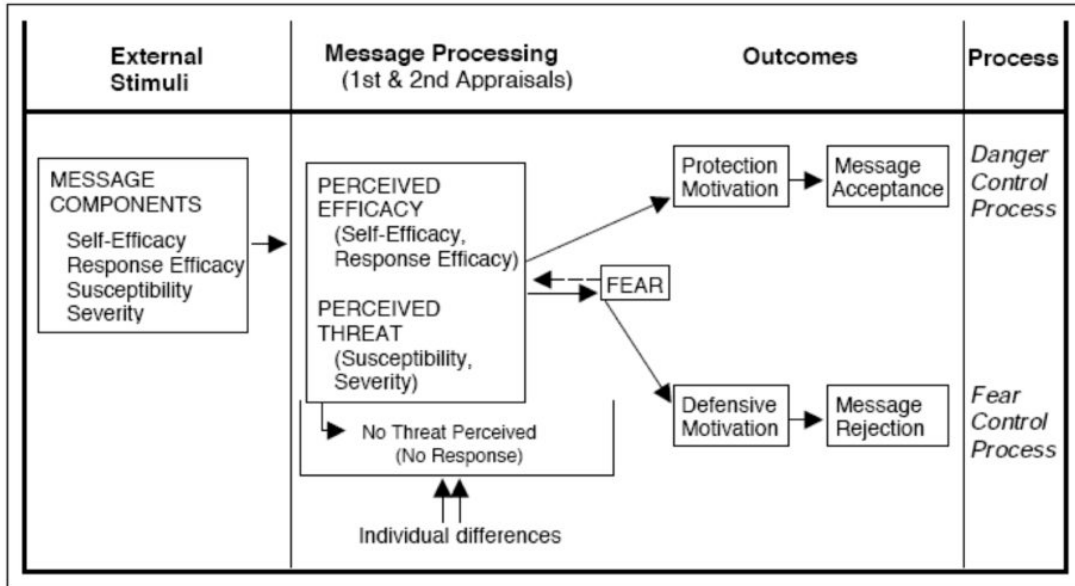 External
Stimuli
Message Processing
(1st & 2nd Appraisals)
Outcomes
Process
MESSAGE
COMPONENTS
Self-Efficacy
Response Efficacy
Susceptibility
Severity
PERCEIVED
EFFICACY
(Self-Efficacy,
Response Efficacy)
PERCEIVED
THREAT
(Susceptibility,
Severity)
No Threat Perceived
(No Response)
Individual differences
FEAR
Protection
Motivation
Message
Acceptance
Defensive
Motivation
Message
Rejection
Danger
Control
Process
Fear
Control
Process